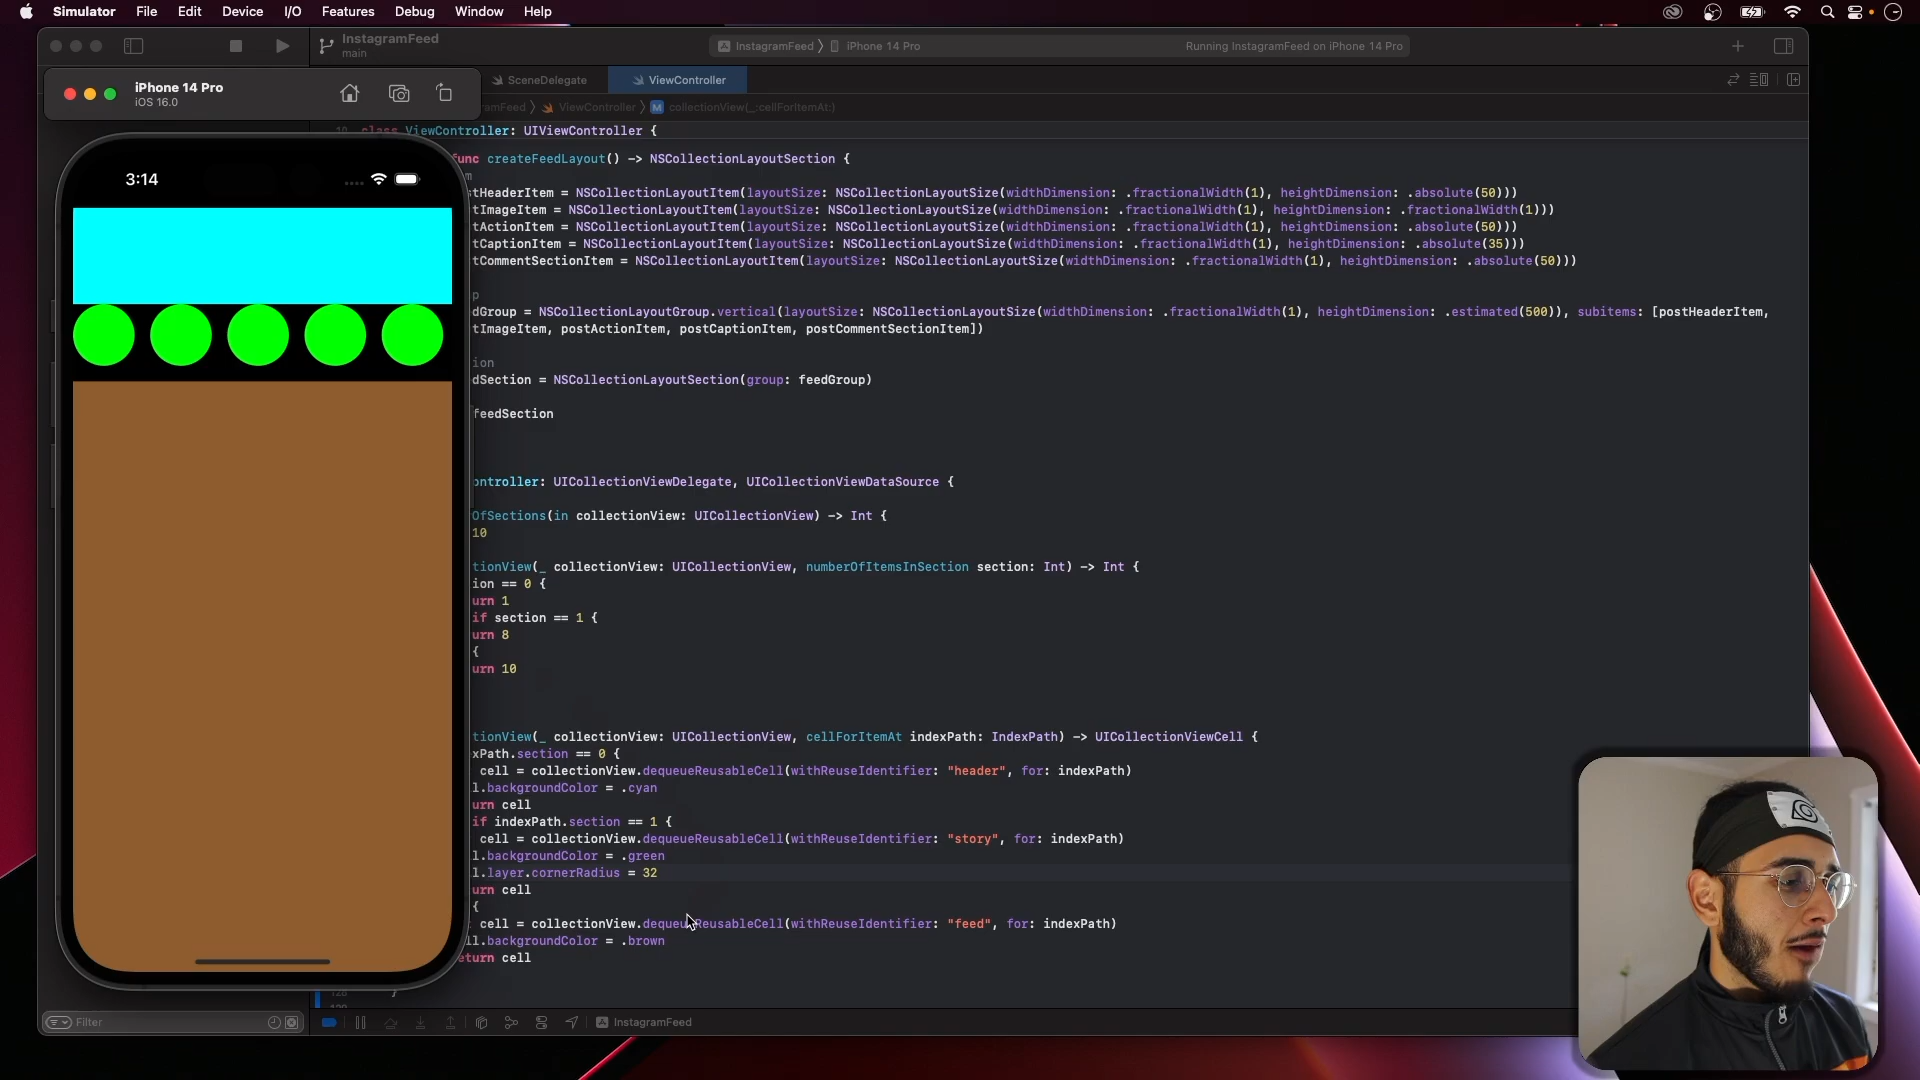 Simulator File Edit Device I/O Features Debug Window Help
InstagramFeed
main
InstagramFeed 〉 iPhone 14 Pro
Running InstagramFeed on iPhone 14 Pro
iPhone 14 Pro
iOS 16.0
SceneDelegate
ViewController
ramFeed 〉 ViewController 〉 M collectionView(_:cellForItemAt:)
10 class ViewController: UIViewController {
3:14
func createFeedLayout() -> NSCollectionLayoutSection {
m
stHeaderItem = NSCollectionLayoutItem(layoutSize: NSCollectionLayoutSize(widthDimension: .fractionalWidth(1), heightDimension: .absolute(50)))
tImageItem = NSCollectionLayoutItem(layoutSize: NSCollectionLayoutSize(widthDimension: .fractionalWidth(1), heightDimension: .fractionalWidth(1)))
tActionItem = NSCollectionLayoutItem(layoutSize: NSCollectionLayoutSize(widthDimension: .fractionalWidth(1), heightDimension: .absolute(50)))
tCaptionItem = NSCollectionLayoutItem(layoutSize: NSCollectionLayoutSize(widthDimension: .fractionalWidth(1), heightDimension: .absolute(35)))
tCommentSectionItem = NSCollectionLayoutItem(layoutSize: NSCollectionLayoutSize(widthDimension: .fractionalWidth(1), heightDimension: .absolute(50)))
p
dGroup = NSCollectionLayoutGroup.vertical(layoutSize: NSCollectionLayoutSize(widthDimension: .fractionalWidth(1), heightDimension: .estimated(500)), subitems: [postHeaderItem,
tImageItem, postActionItem, postCaptionItem, postCommentSectionItem])
ion
dSection = NSCollectionLayoutSection(group: feedGroup)
feedSection
ontroller: UICollectionViewDelegate, UICollectionViewDataSource {
OfSections(in collectionView: UICollectionView) -> Int {
10
tionView(_ collectionView: UICollectionView, numberOfItemsInSection section: Int) -> Int {
ion == 0 {
urn 1
if section == 1 {
urn 8
{
urn 10
tionView(_ collectionView: UICollectionView, cellForItemAt indexPath: IndexPath) -> UICollectionViewCell {
xPath.section == 0 {
cell = collectionView.dequeueReusableCell(withReuseIdentifier: "header", for: indexPath)
l.backgroundColor = .cyan
urn cell
if indexPath.section == 1 {
cell = collectionView.dequeueReusableCell(withReuseIdentifier: "story", for: indexPath)
l.backgroundColor = .green
l.layer.cornerRadius = 32
urn cell
{
t cell = collectionView.dequeueReusableCell(withReuseIdentifier: "feed", for: indexPath)
ll.backgroundColor = .brown
eturn cell
128 }
Filter
InstagramFeed